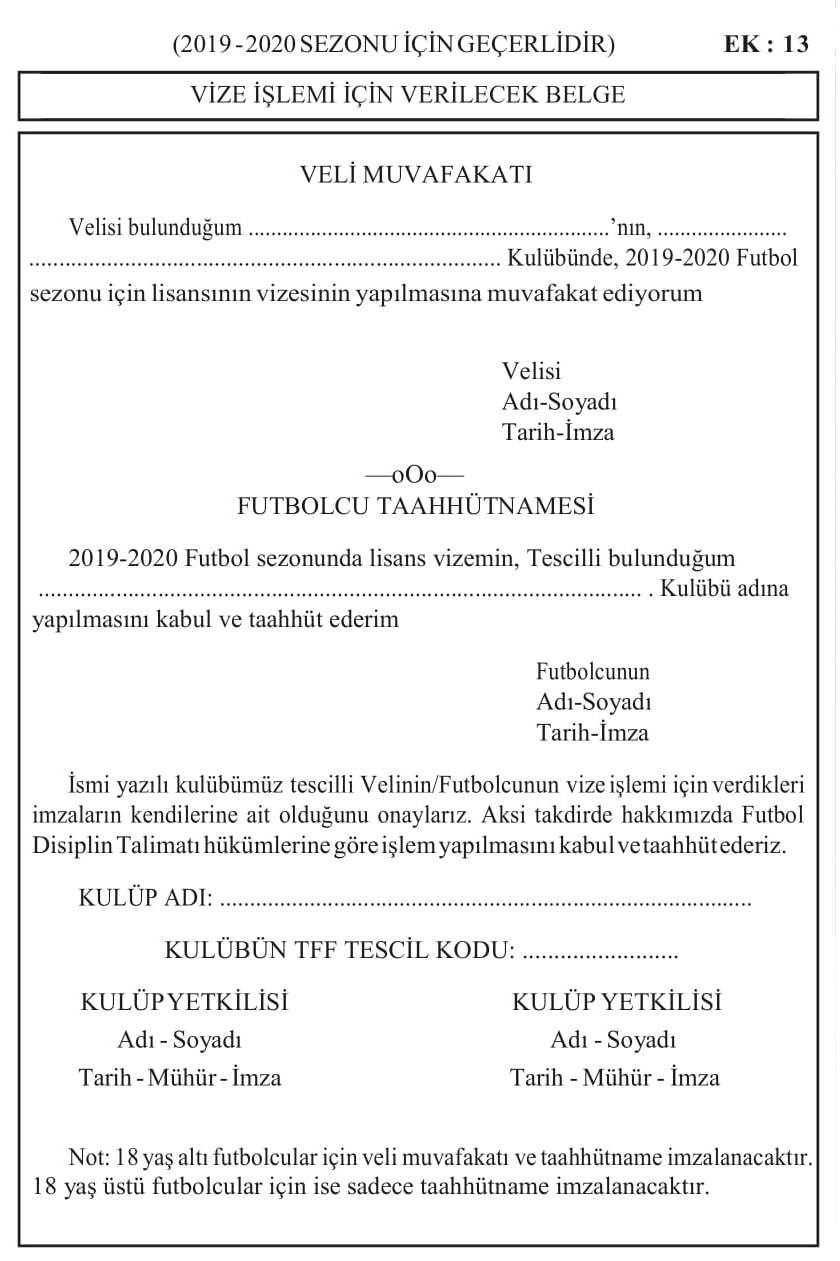 (2019-2020 SEZONU İÇİN GEÇERLİDİR) EK : 13
VİZE İŞLEMİ İÇİN VERİLECEK BELGE
VELİ MUVAFAKATI
Velisi bulunduğum ................................................................’nın, .......................
.................................................................................. Kulübünde, 2019-2020 Futbol
sezonu için lisansının vizesinin yapılmasına muvafakat ediyorum
Velisi
Adı-Soyadı
Tarih-İmza
—oOo—
FUTBOLCU TAAHHÜTNAMESİ
2019-2020 Futbol sezonunda lisans vizemin, Tescilli bulunduğum
..................................................................................................... . Kulübü adına
yapılmasını kabul ve taahhüt ederim
Futbolcunun
Adı-Soyadı
Tarih-İmza
İsmi yazılı kulübümüz tescilli Velinin/Futbolcunun vize işlemi için verdikleri
imzaların kendilerine ait olduğunu onaylarız. Aksi takdirde hakkımızda Futbol
Disiplin Talimatı hükümlerine göre işlem yapılmasını kabul ve taahhüt ederiz.
KULÜP ADI: .........................................................................................
KULÜBÜN TFF TESCİL KODU: .........................
KULÜP YETKİLİSİ KULÜP YETKİLİSİ
Adı - Soyadı Adı - Soyadı
Tarih - Mühür - İmza Tarih - Mühür - İmza
Not: 18 yaş altı futbolcular için veli muvafakatı ve taahhütname imzalanacaktır.
18 yaş üstü futbolcular için ise sadece taahhütname imzalanacaktır.